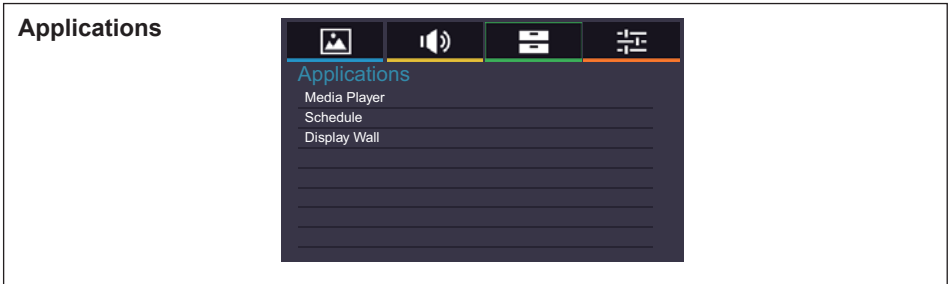 Applications
Applications
Media Player
Schedule
Display Wall